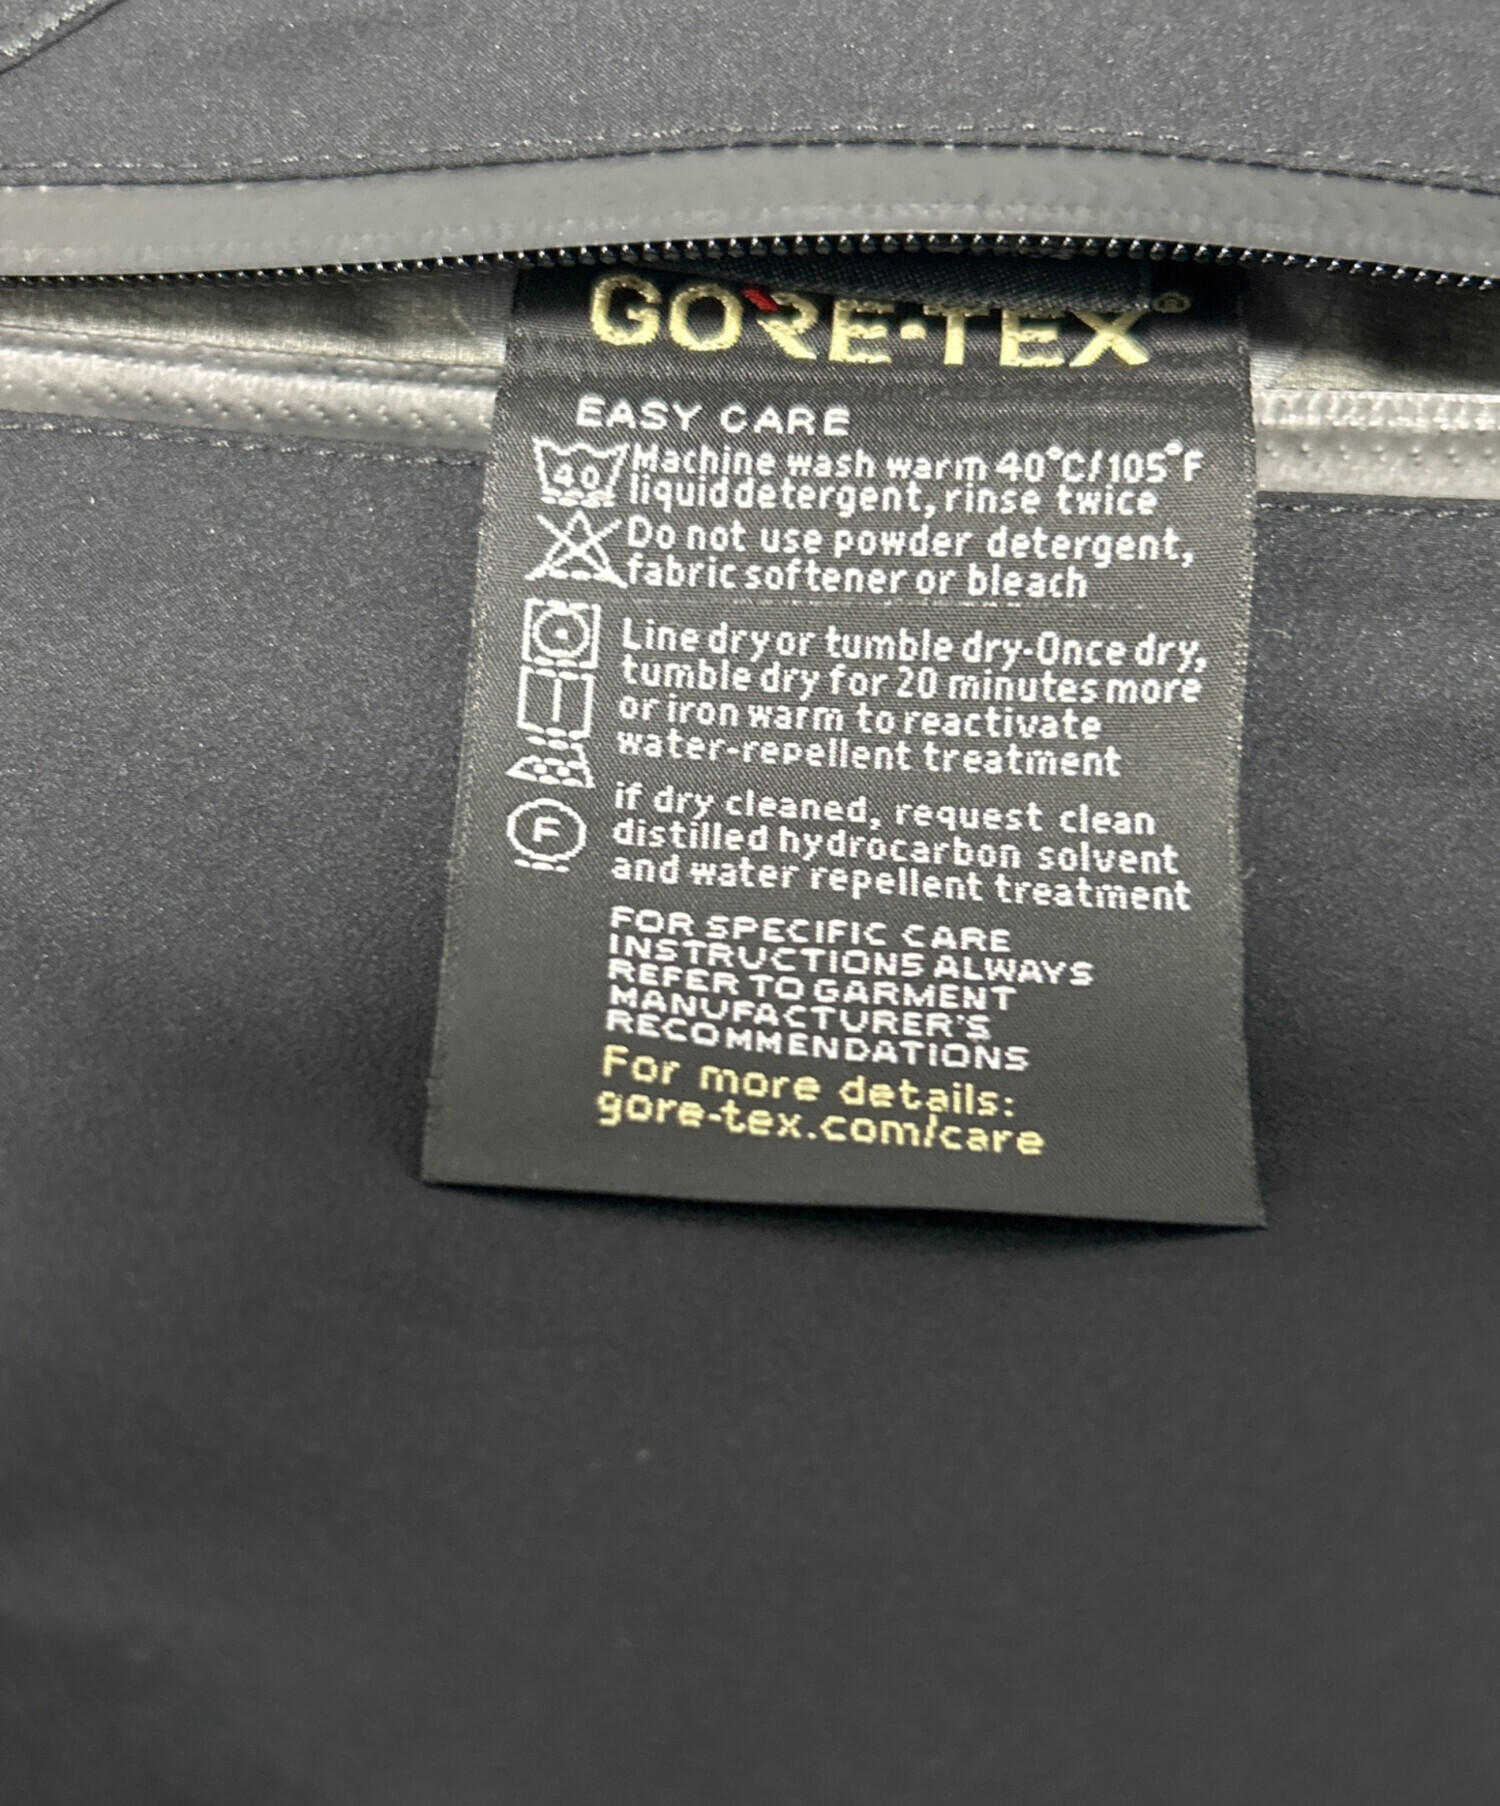 GORE-TEX®
EASY CARE
40 Machine wash warm 40°C/105°F
liquid detergent, rinse twice
Do not use powder detergent,
fabric softener or bleach
Line dry or tumble dry-Once dry,
tumble dry for 20 minutes more
or iron warm to reactivate
water-repellent treatment
if dry cleaned, request clean
F distilled hydrocarbon solvent
and water repellent treatment
FOR SPECIFIC CARE
INSTRUCTIONS ALWAYS
REFER TO GARMENT
MANUFACTURER'S
RECOMMENDATIONS
For more details:
gore-tex.com/care